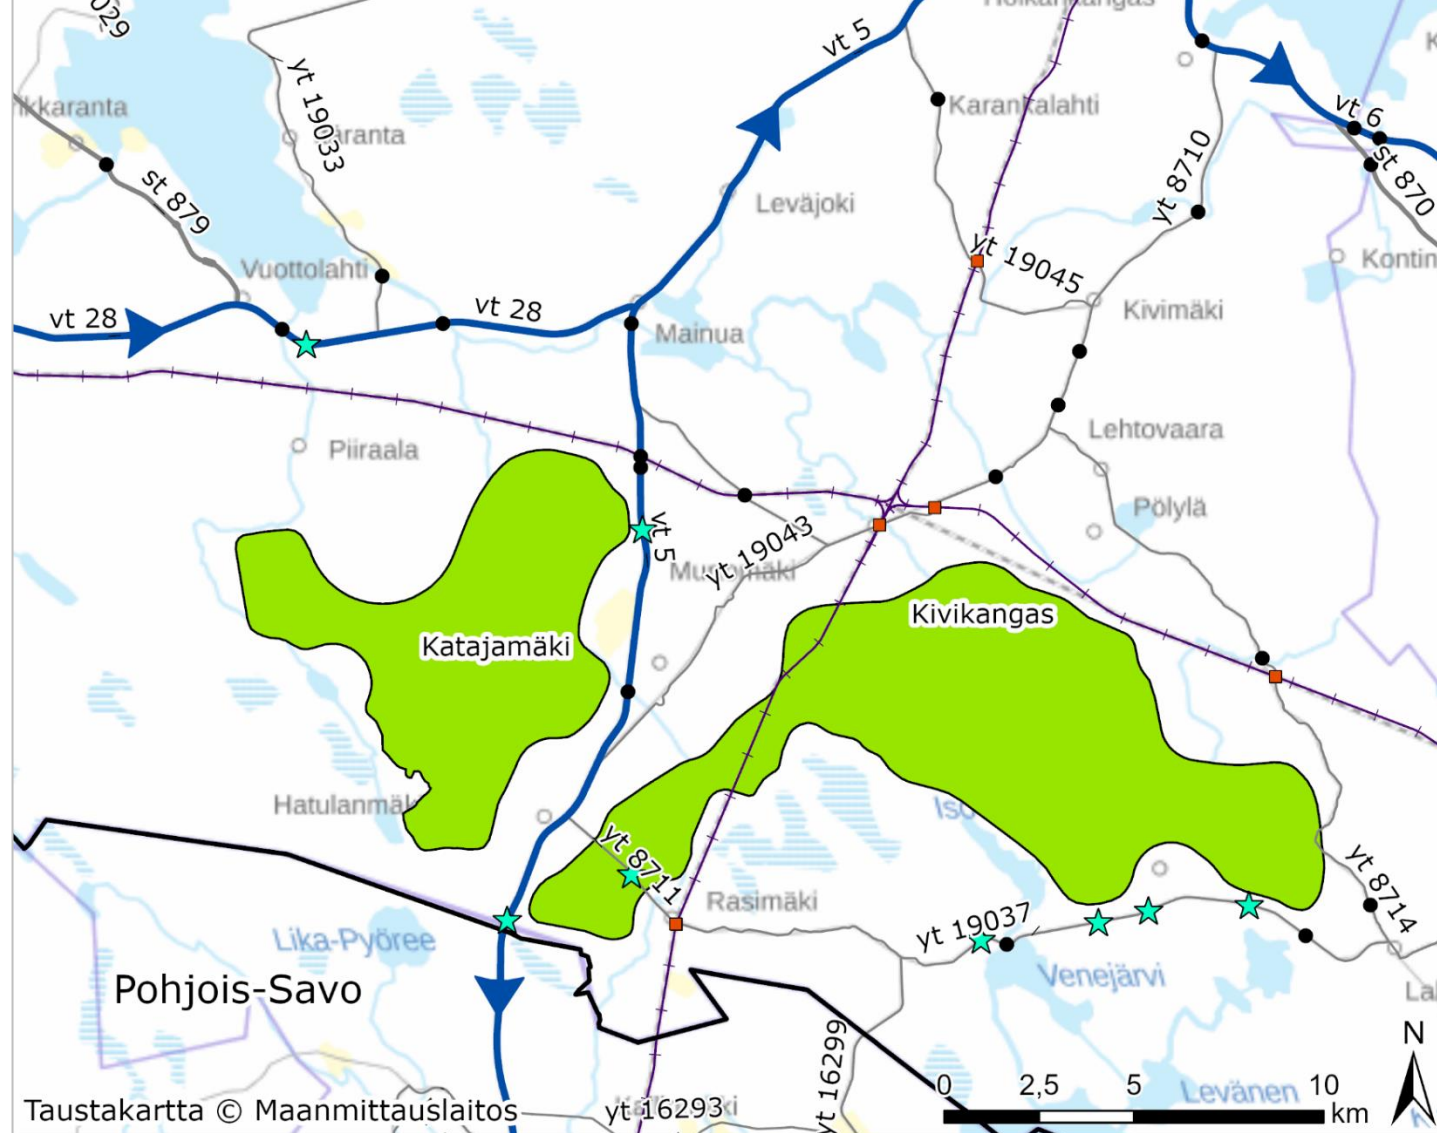 029
vt 5
yt 19033
Karankalahti
vt 6
st 870
st 879
yt 8710
Leväjoki
Vuottolahti
yt 19045
Kontin
vt 28
vt 28
Mainua
Kivimäki
Piiraala
Lehtovaara
Pölylä
vt 5
yt 19043
Katajamäki
Kivikangas
Hatulanmäk
yt 8711
yt 8714
Rasimäki
yt 19037
Lika-Pyöree
Venejärvi
Pohjois-Savo
N
yt 16299
0 2,5 5 10
km
Levänen
Taustakartta © Maanmittauslaitos
yt 16293